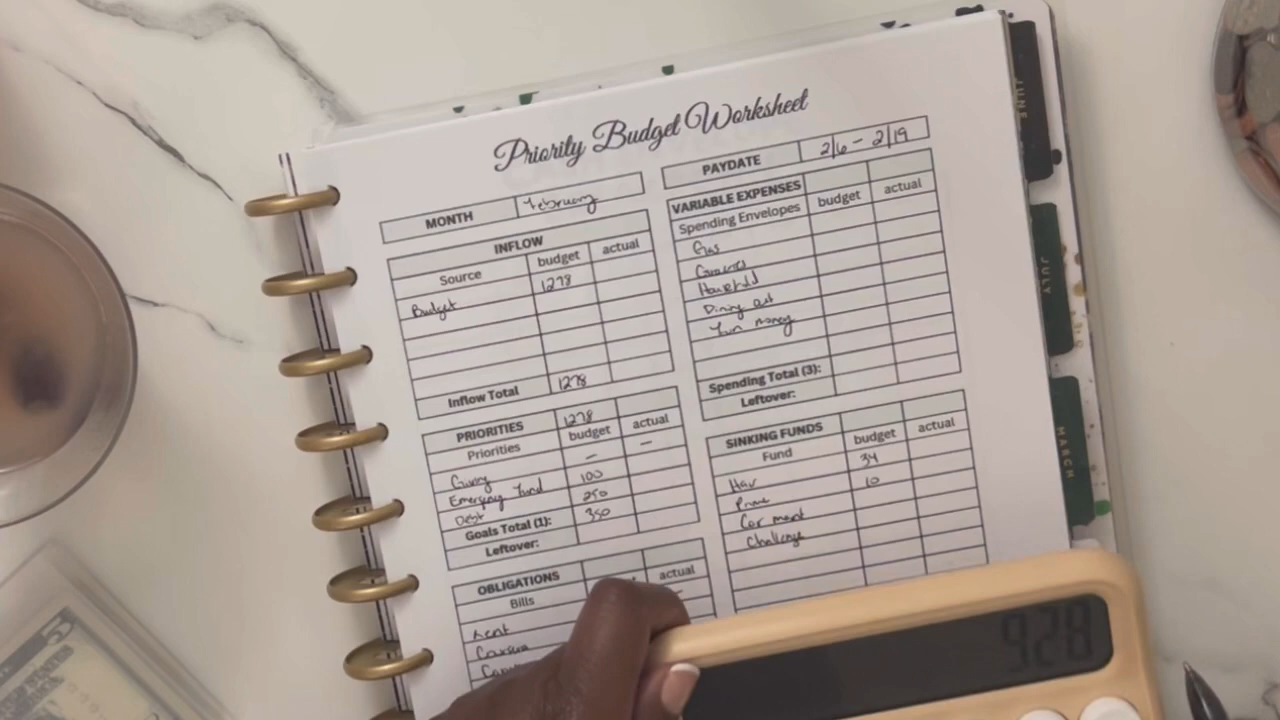 Priority Budget Worksheet
MONTH February
PAYDATE 2/6 - 2/19
INFLOW
Source budget actual
Budget 1278
Inflow Total 1278
PRIORITIES 1278
Priorities budget actual
Giving - -
Emergency Fund 100
Debt 250
Goals Total (1): 350
Leftover:
OBLIGATIONS
Bills actual
Rent
VARIABLE EXPENSES
Spending Envelopes budget actual
Gas
Groceries
Household
Dining out
Fun money
Spending Total (3):
Leftover:
SINKING FUNDS
Fund budget actual
Hair 34
10
Car maint
Challenge
JUNE
JULY
MARCH
928